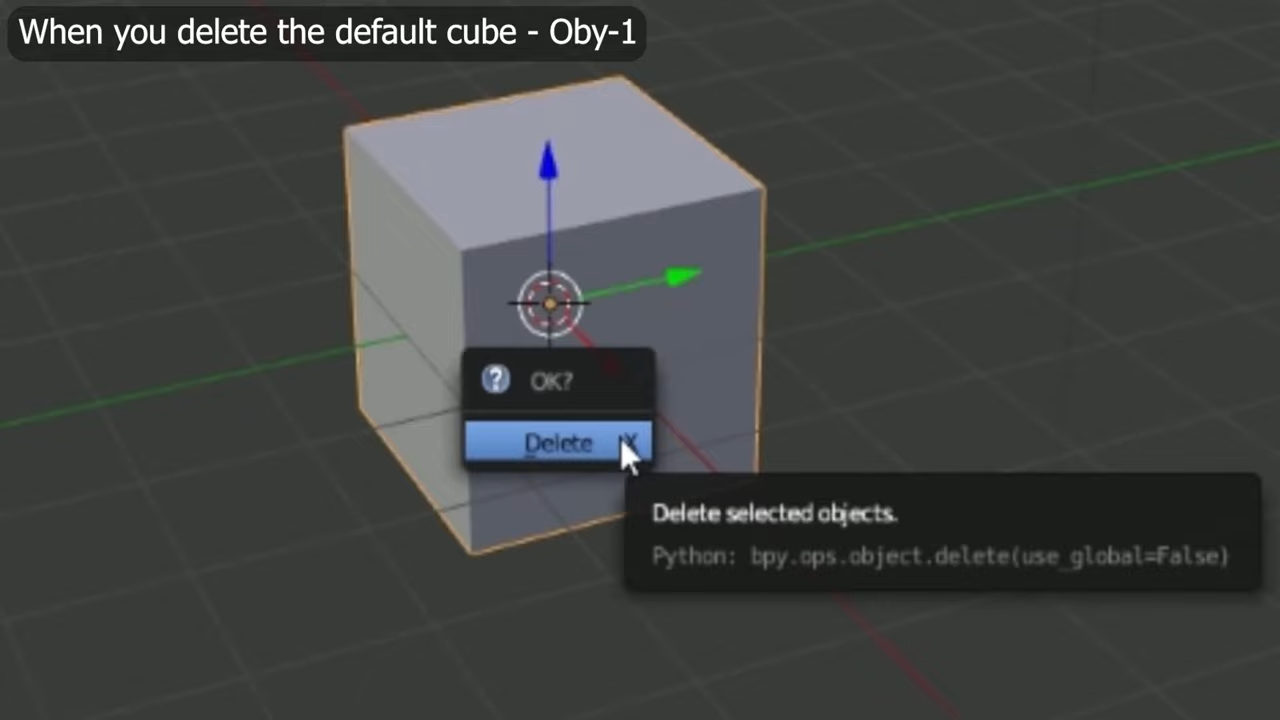 When you delete the default cube - Oby-1
OK?
Delete X
Delete selected objects.
Python: bpy.ops.object.delete(use_global=False)